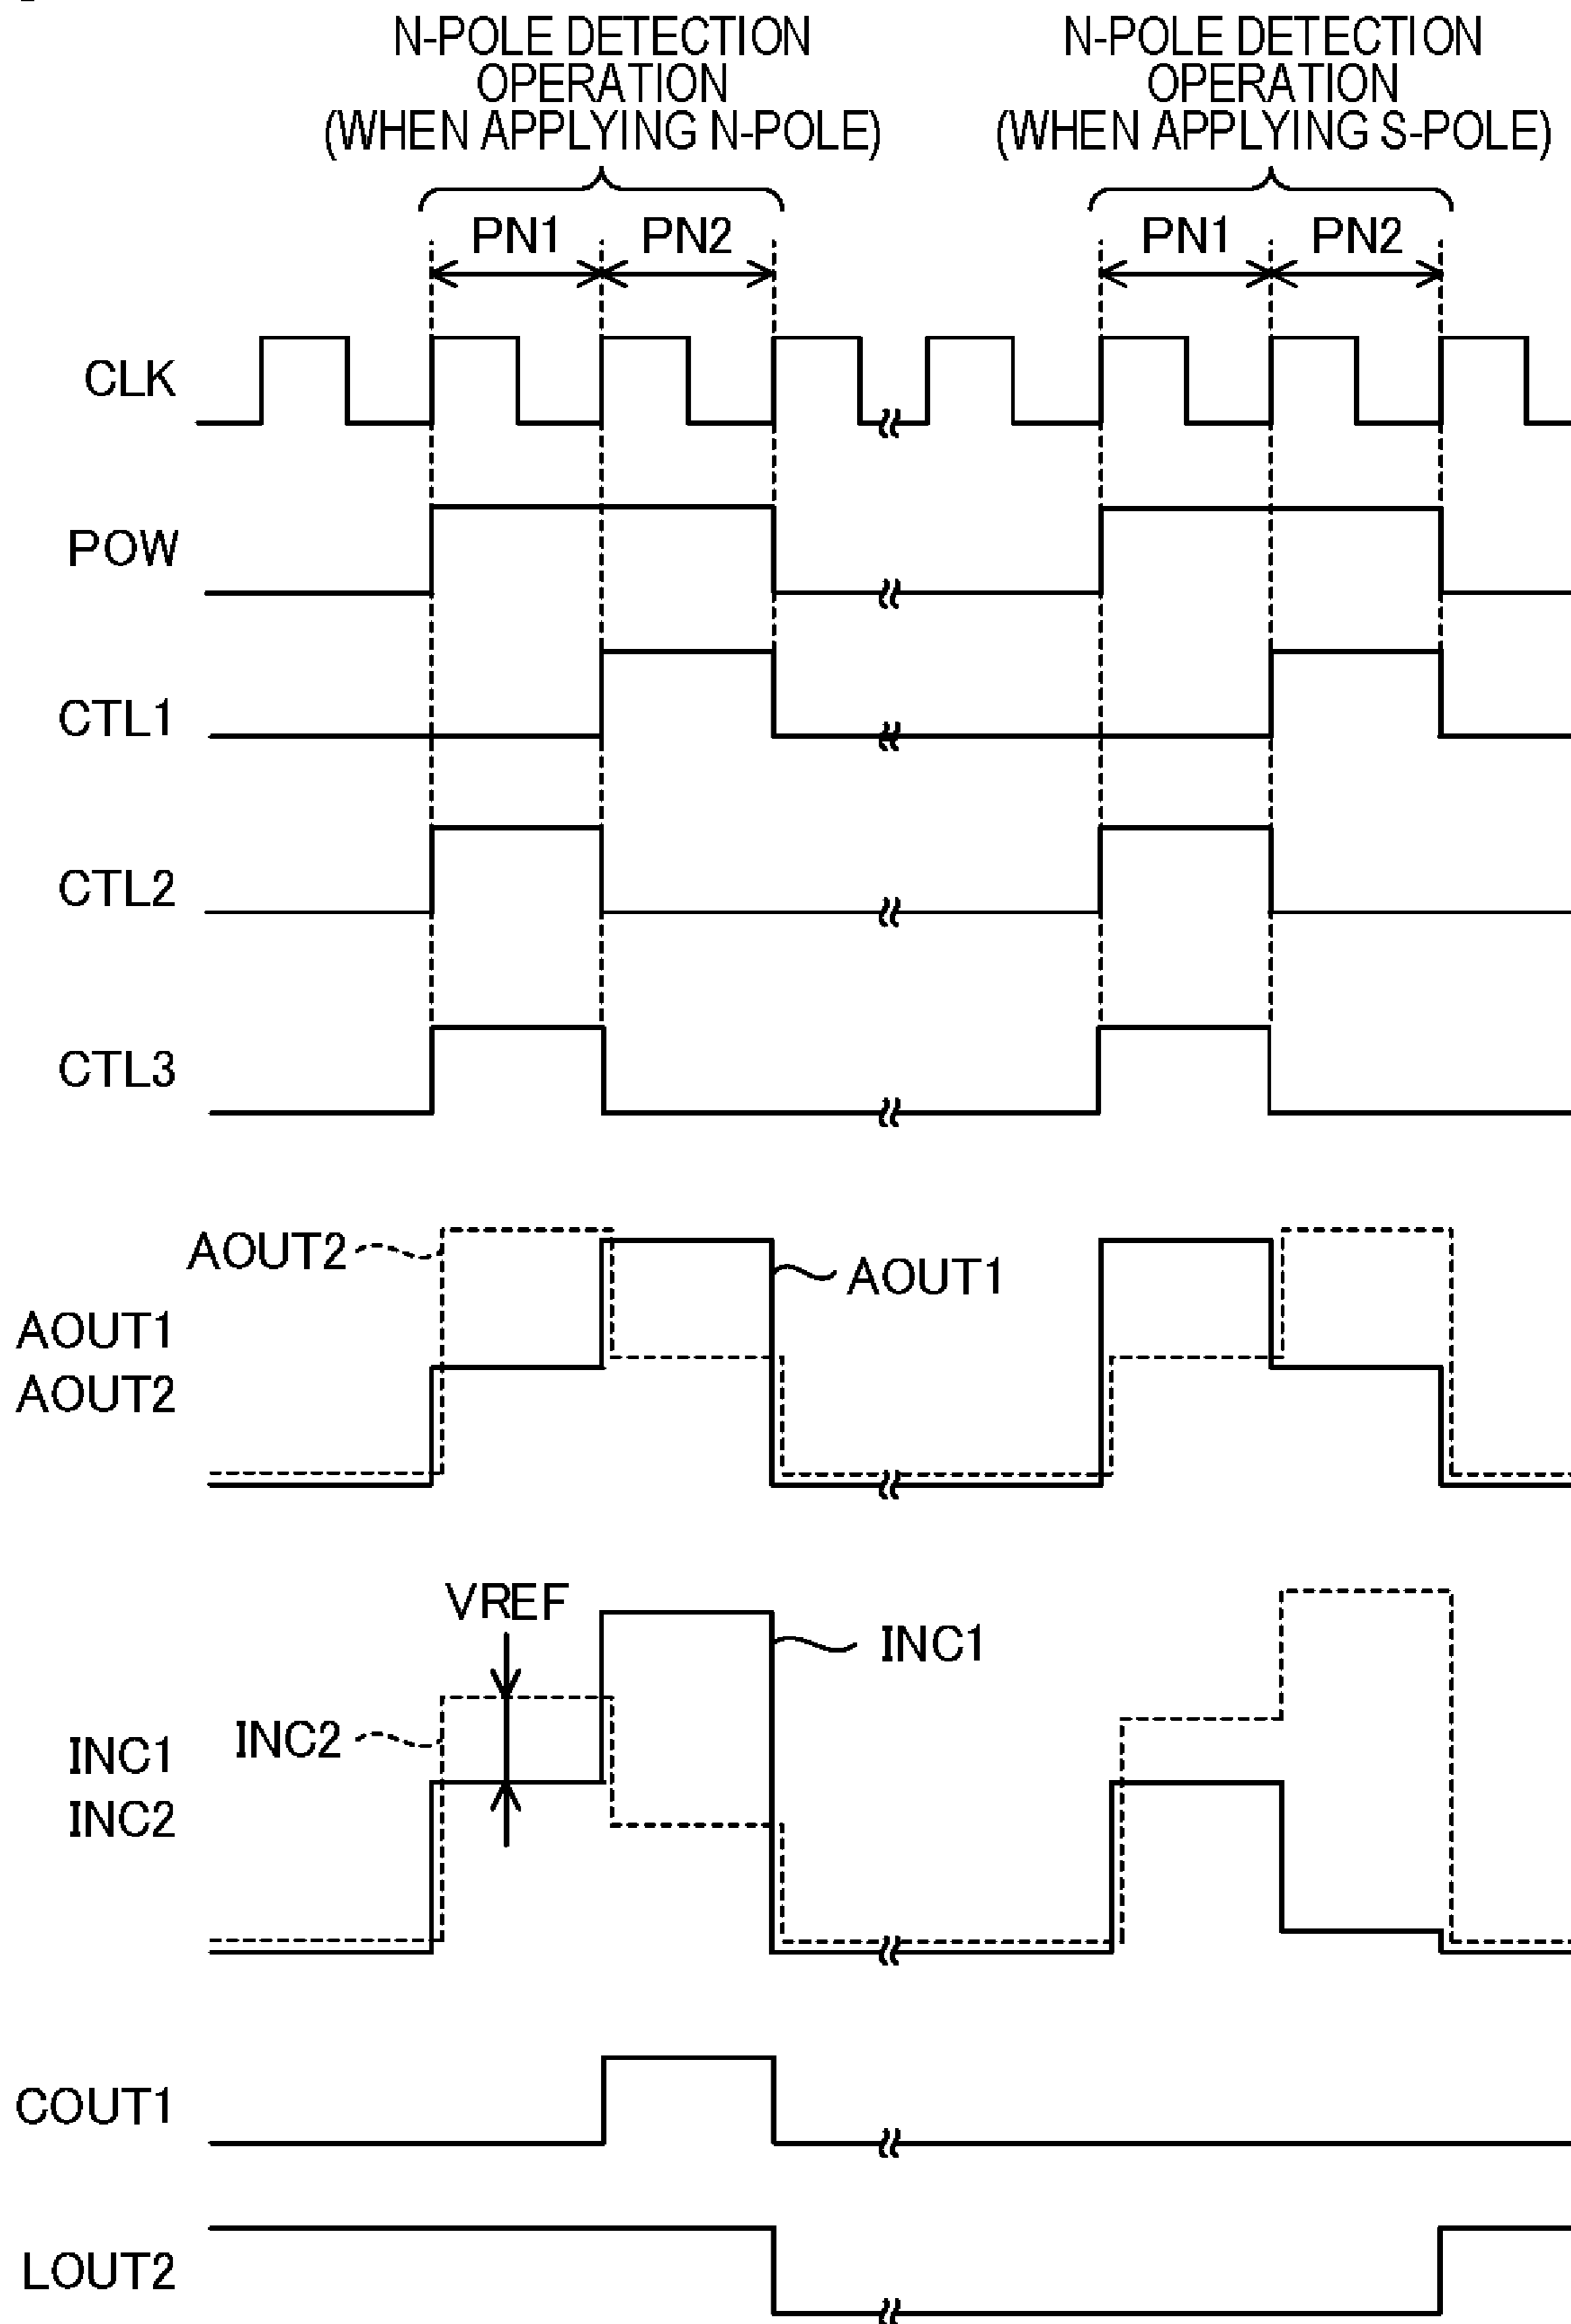 N-POLE DETECTION
OPERATION
(WHEN APPLYING N-POLE)
N-POLE DETECTION
OPERATION
(WHEN APPLYING S-POLE)
PN1
PN2
PN1
PN2
CLK
POW
CTL1
CTL2
CTL3
AOUT2
AOUT1
AOUT1
AOUT2
VREF
INC1
INC2
INC1
INC2
COUT1
LOUT2